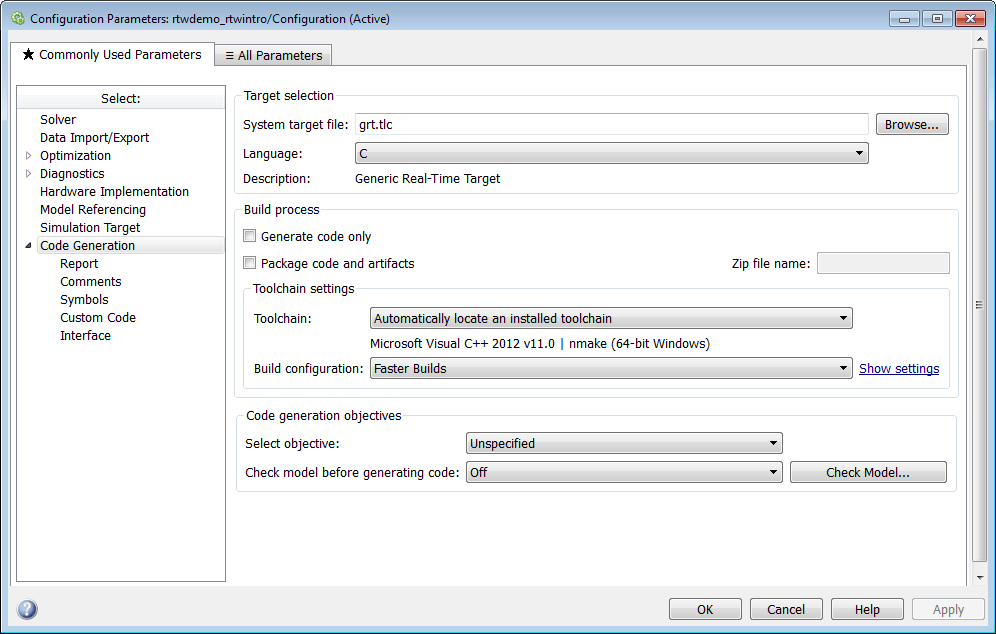 Configuration Parameters: rtwdemo_rtwintro/Configuration (Active)
★ Commonly Used Parameters
≡ All Parameters
Select:
Solver
Data Import/Export
Optimization
Diagnostics
Hardware Implementation
Model Referencing
Simulation Target
Code Generation
Report
Comments
Symbols
Custom Code
Interface
Target selection
System target file: grt.tlc Browse...
Language: C
Description: Generic Real-Time Target
Build process
Generate code only
Package code and artifacts Zip file name:
Toolchain settings
Toolchain: Automatically locate an installed toolchain
Microsoft Visual C++ 2012 v11.0 | nmake (64-bit Windows)
Build configuration: Faster Builds Show settings
Code generation objectives
Select objective: Unspecified
Check model before generating code: Off Check Model...
? OK Cancel Help Apply